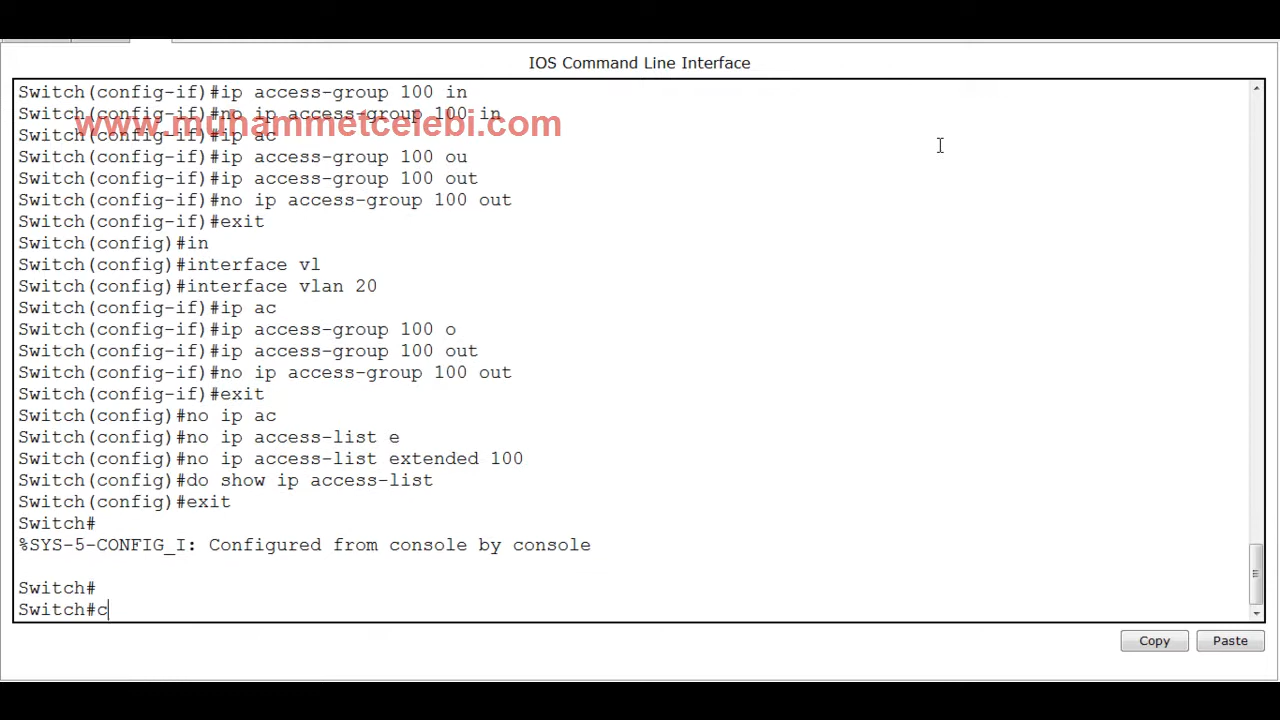 IOS Command Line Interface
Switch(config-if)#ip access-group 100 in
Switch(config-if)#no ip access-group 100 in
www.muhammetcelebi.com
Switch(config-if)#ip ac
Switch(config-if)#ip access-group 100 ou
Switch(config-if)#ip access-group 100 out
Switch(config-if)#no ip access-group 100 out
Switch(config-if)#exit
Switch(config)#in
Switch(config)#interface vl
Switch(config)#interface vlan 20
Switch(config-if)#ip ac
Switch(config-if)#ip access-group 100 o
Switch(config-if)#ip access-group 100 out
Switch(config-if)#no ip access-group 100 out
Switch(config-if)#exit
Switch(config)#no ip ac
Switch(config)#no ip access-list e
Switch(config)#no ip access-list extended 100
Switch(config)#do show ip access-list
Switch(config)#exit
Switch#
%SYS-5-CONFIG_I: Configured from console by console
Switch#
Switch#c
Copy Paste